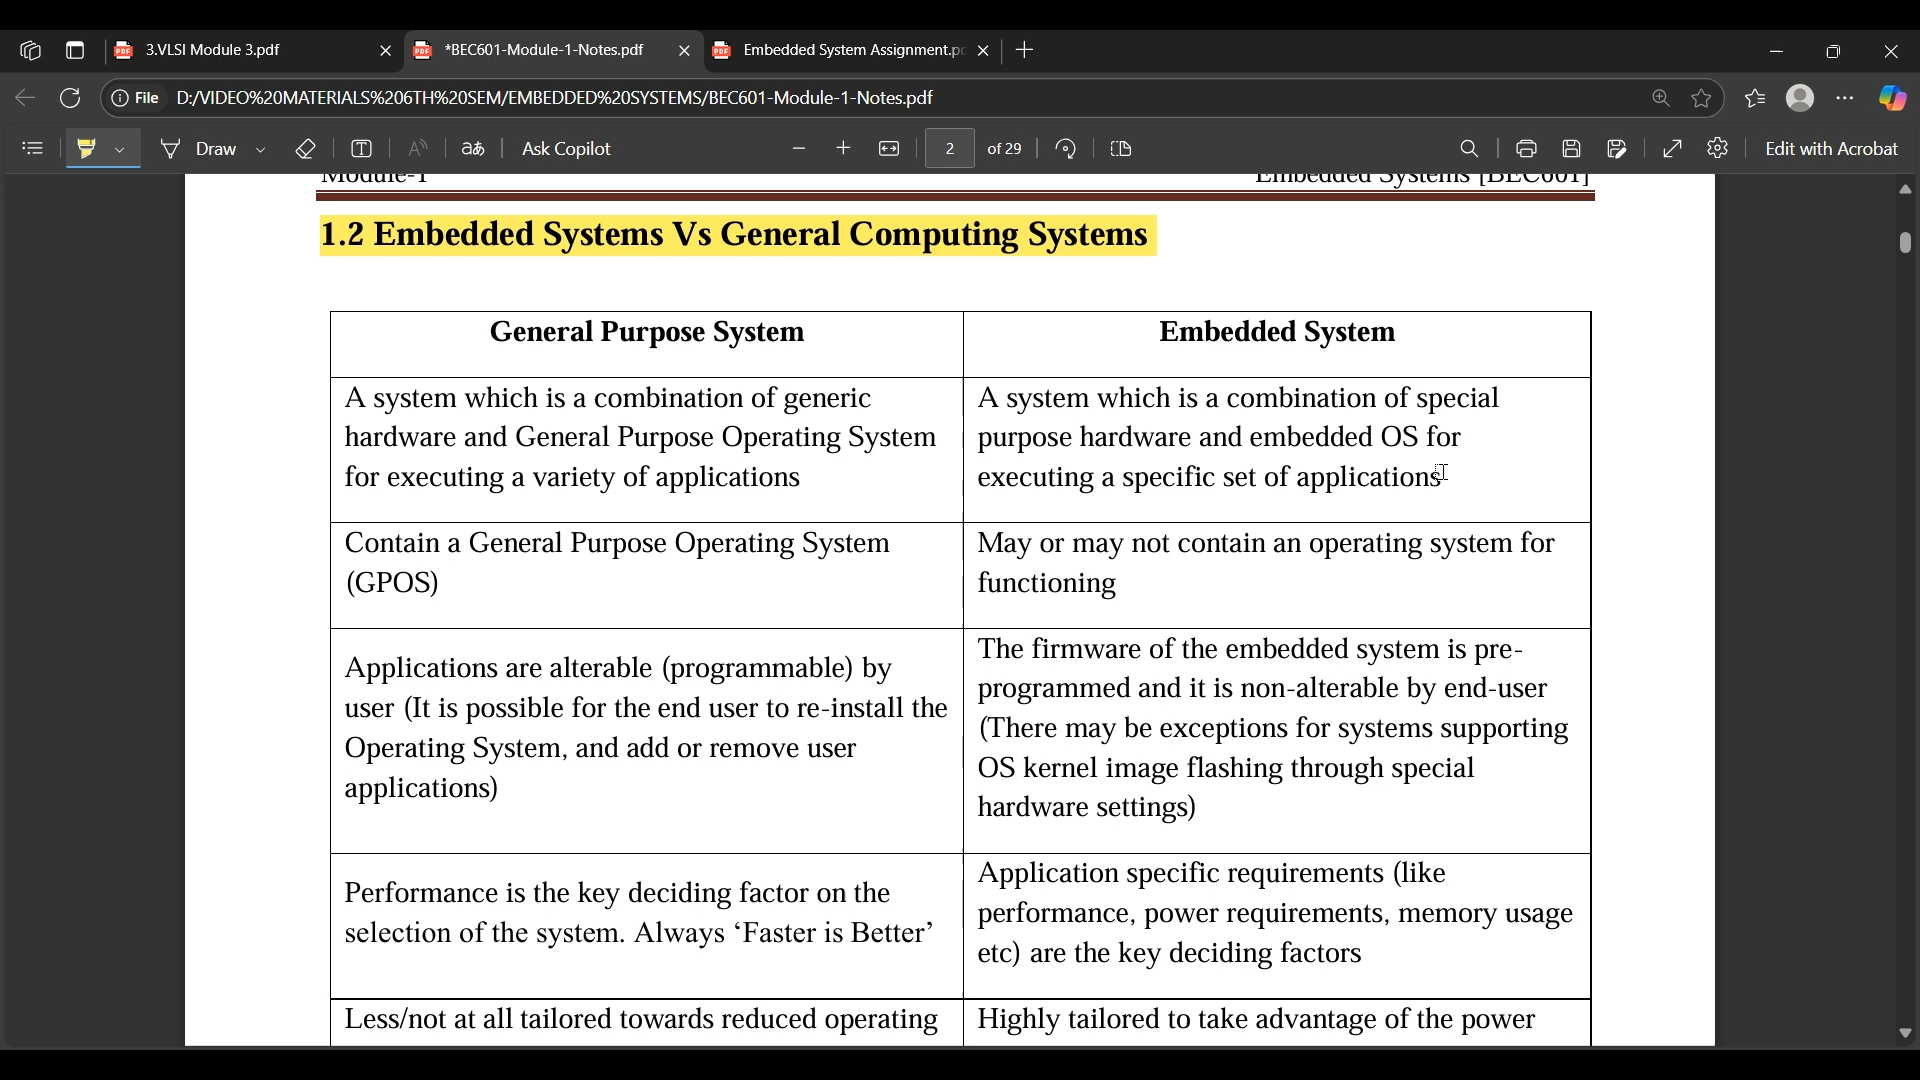 3.VLSI Module 3.pdf
*BEC601-Module-1-Notes.pdf
Embedded System Assignment.p
File
D:/VIDEO%20MATERIALS%206TH%20SEM/EMBEDDED%20SYSTEMS/BEC601-Module-1-Notes.pdf
Draw
aあ
Ask Copilot
2
of 29
Edit with Acrobat
Module-1
Embedded Systems [BEC601]
1.2 Embedded Systems Vs General Computing Systems
General Purpose System
Embedded System
A system which is a combination of generic
hardware and General Purpose Operating System
for executing a variety of applications
A system which is a combination of special
purpose hardware and embedded OS for
executing a specific set of applications
Contain a General Purpose Operating System
(GPOS)
May or may not contain an operating system for
functioning
Applications are alterable (programmable) by
user (It is possible for the end user to re-install the
Operating System, and add or remove user
applications)
The firmware of the embedded system is pre-
programmed and it is non-alterable by end-user
(There may be exceptions for systems supporting
OS kernel image flashing through special
hardware settings)
Performance is the key deciding factor on the
selection of the system. Always ‘Faster is Better’
Application specific requirements (like
performance, power requirements, memory usage
etc) are the key deciding factors
Less/not at all tailored towards reduced operating
Highly tailored to take advantage of the power